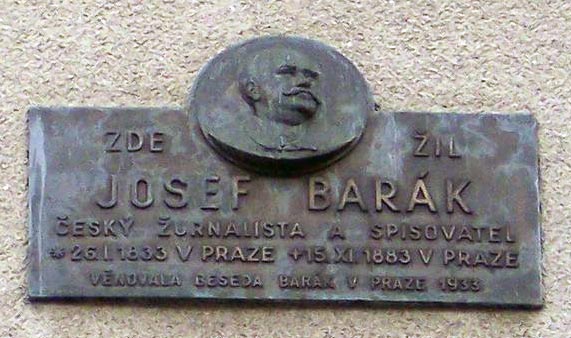 ZDE ŽIL
JOSEF BARÁK
ČESKÝ ŽURNALISTA A SPISOVATEL
*26.I.1833 V PRAZE +15.XI.1883 V PRAZE
VĚNOVALA BESEDA BARÁK V PRAZE 1933